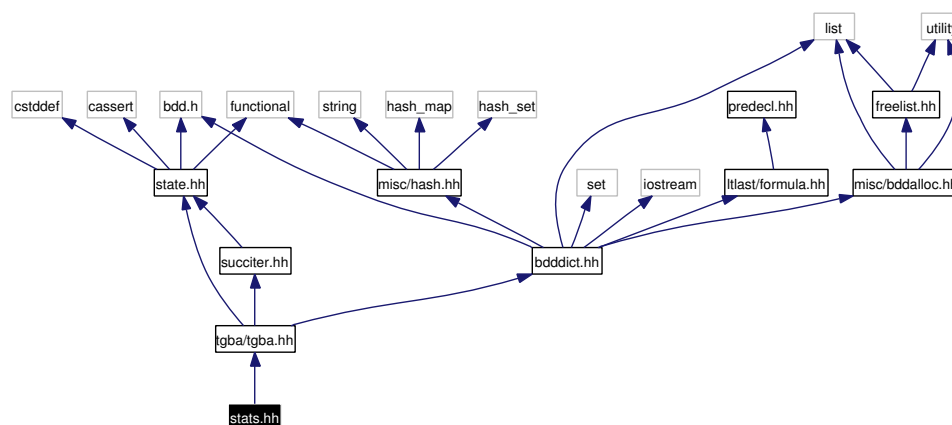 list
utility
cstddef
cassert
bdd.h
functional
string
hash_map
hash_set
predecl.hh
freelist.hh
state.hh
misc/hash.hh
set
iostream
ltlast/formula.hh
misc/bddalloc.hh
succiter.hh
bdddict.hh
tgba/tgba.hh
stats.hh